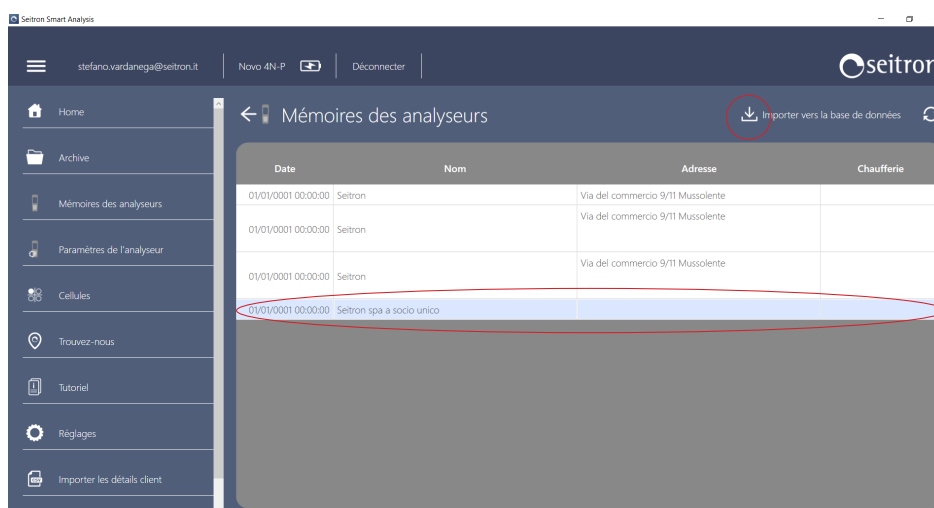 Seitron Smart Analysis
stefano.vardanega@seitron.it
Novo 4N-P
Déconnecter
seitron
Home
Archive
Mémoires des analyseurs
Paramètres de l'analyseur
Cellules
Trouvez-nous
Tutoriel
Réglages
CSV
Importer les détails client
Mémoires des analyseurs
Importer vers la base de données
Date Nom Adresse Chaufferie
01/01/0001 00:00:00 Seitron Via del commercio 9/11 Mussolente
01/01/0001 00:00:00 Seitron Via del commercio 9/11 Mussolente
01/01/0001 00:00:00 Seitron Via del commercio 9/11 Mussolente
01/01/0001 00:00:00 Seitron spa a socio unico